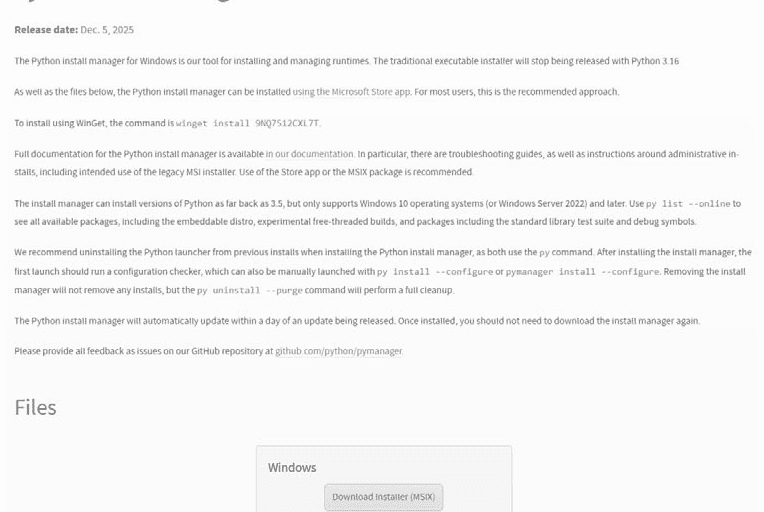 Release date: Dec. 5, 2025
The Python install manager for Windows is our tool for installing and managing runtimes. The traditional executable installer will stop being released with Python 3.16
As well as the files below, the Python install manager can be installed using the Microsoft Store app. For most users, this is the recommended approach.
To install using WinGet, the command is winget install 9NQ7512CXL7T.
Full documentation for the Python install manager is available in our documentation. In particular, there are troubleshooting guides, as well as instructions around administrative in-
stalls, including intended use of the legacy MSI installer. Use of the Store app or the MSIX package is recommended.
The install manager can install versions of Python as far back as 3.5, but only supports Windows 10 operating systems (or Windows Server 2022) and later. Use py list --online to
see all available packages, including the embeddable distro, experimental free-threaded builds, and packages including the standard library test suite and debug symbols.
We recommend uninstalling the Python launcher from previous installs when installing the Python install manager, as both use the py command. After installing the install manager, the
first launch should run a configuration checker, which can also be manually launched with py install --configure or pymanager install --configure. Removing the install
manager will not remove any installs, but the py uninstall --purge command will perform a full cleanup.
The Python install manager will automatically update within a day of an update being released. Once installed, you should not need to download the install manager again.
Please provide all feedback as issues on our GitHub repository at github.com/python/pymanager.
Files
Windows
Download Installer (MSIX)